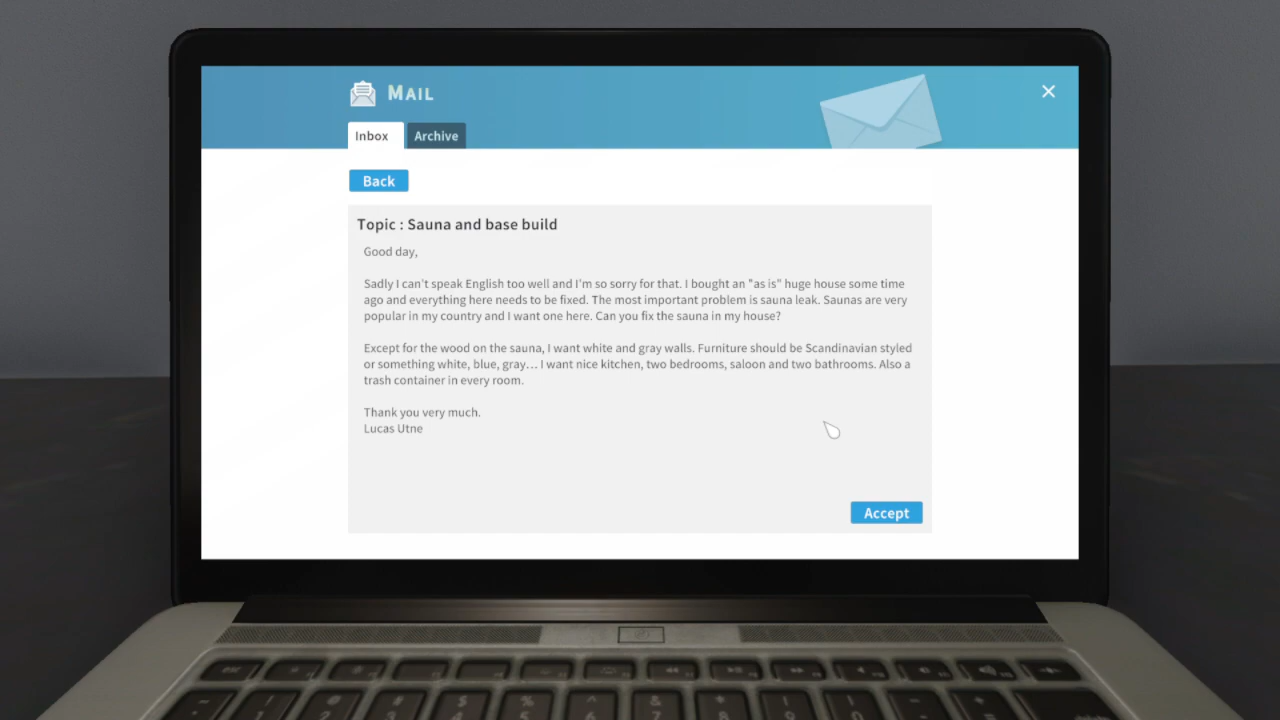 Mail
Inbox
Archive
Back
Topic : Sauna and base build
Good day,
Sadly I can't speak English too well and I'm so sorry for that. I bought an "as is" huge house some time
ago and everything here needs to be fixed. The most important problem is sauna leak. Saunas are very
popular in my country and I want one here. Can you fix the sauna in my house?
Except for the wood on the sauna, I want white and gray walls. Furniture should be Scandinavian styled
or something white, blue, gray... I want nice kitchen, two bedrooms, saloon and two bathrooms. Also a
trash container in every room.
Thank you very much.
Lucas Utne
Accept